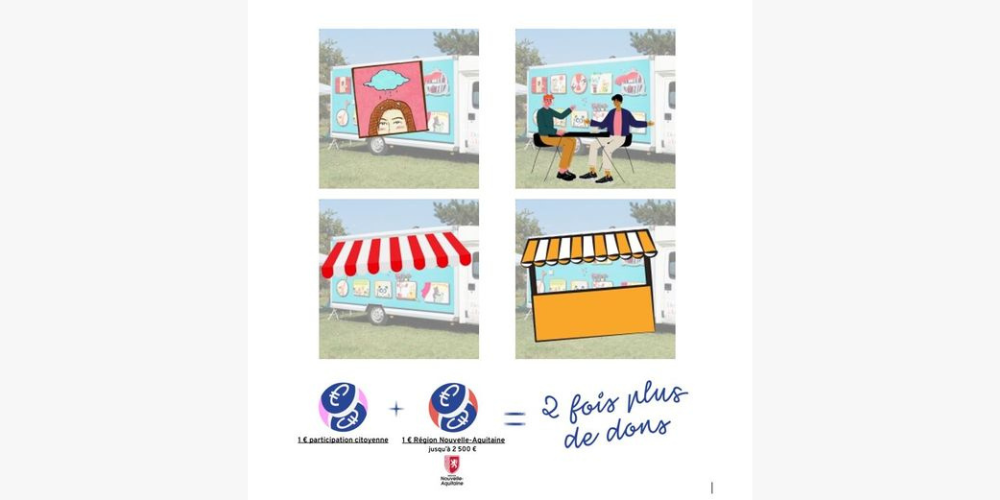 1 € participation citoyenne
+
1 € Région Nouvelle-Aquitaine
jusqu'à 2 500 €
=
2 fois plus
de dons
Nouvelle-
Aquitaine